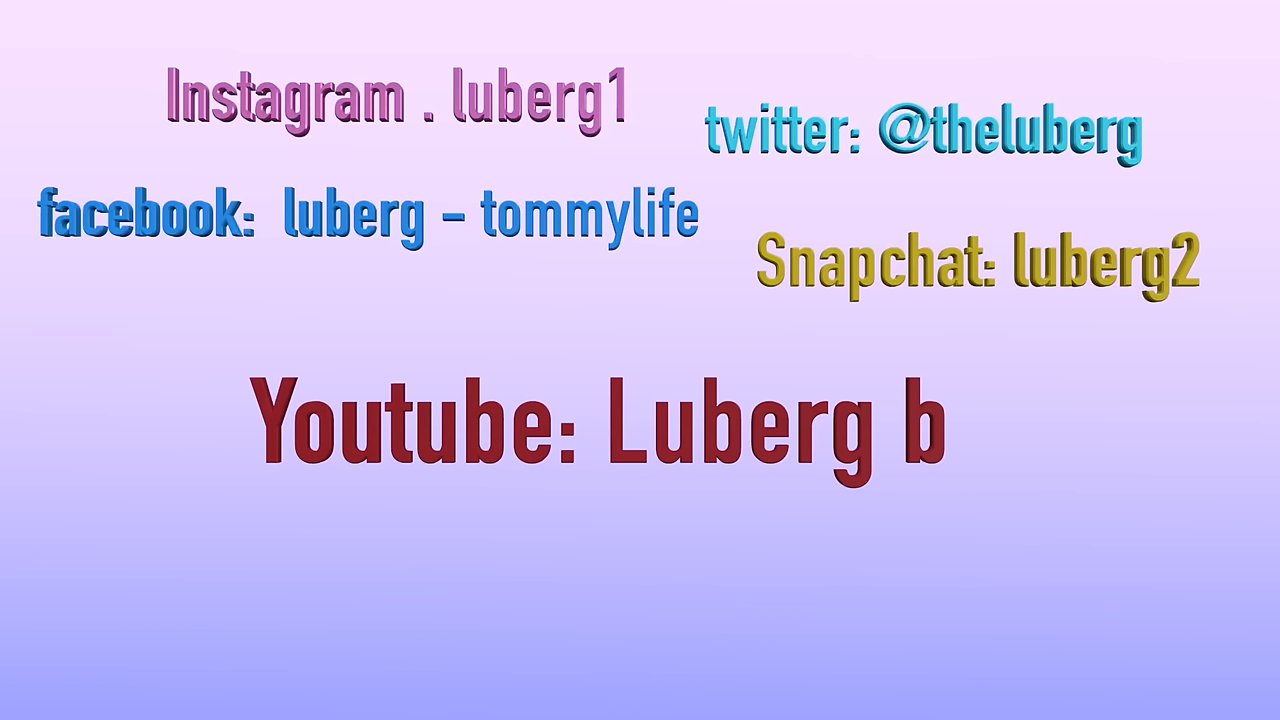 Instagram . luberg1
twitter: @theluberg
facebook: luberg - tommylife
Snapchat: luberg2
Youtube: Luberg b